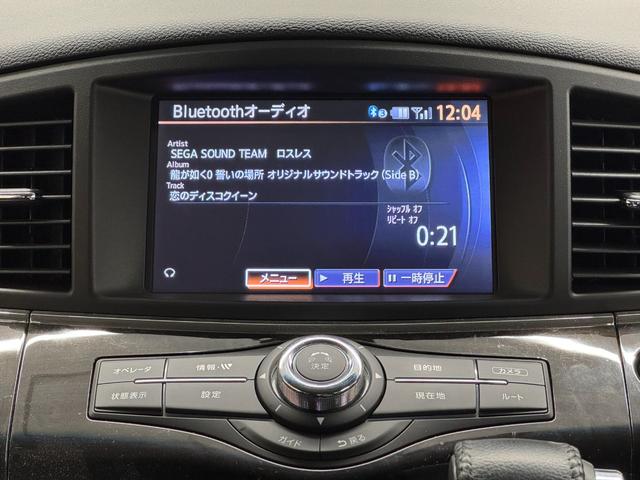 Bluetoothオーディオ 12:04
Artist
SEGA SOUND TEAM ロスレス
Album
龍が如く0 誓いの場所 オリジナルサウンドトラック (Side B)
Track
恋のディスコクイーン
シャッフル オフ
リピート オフ
0:21
メニュー 再生 一時停止
オペレータ 情報・ 決定 目的地 カメラ
状態表示 設定 現在地 ルート
ガイド 戻る